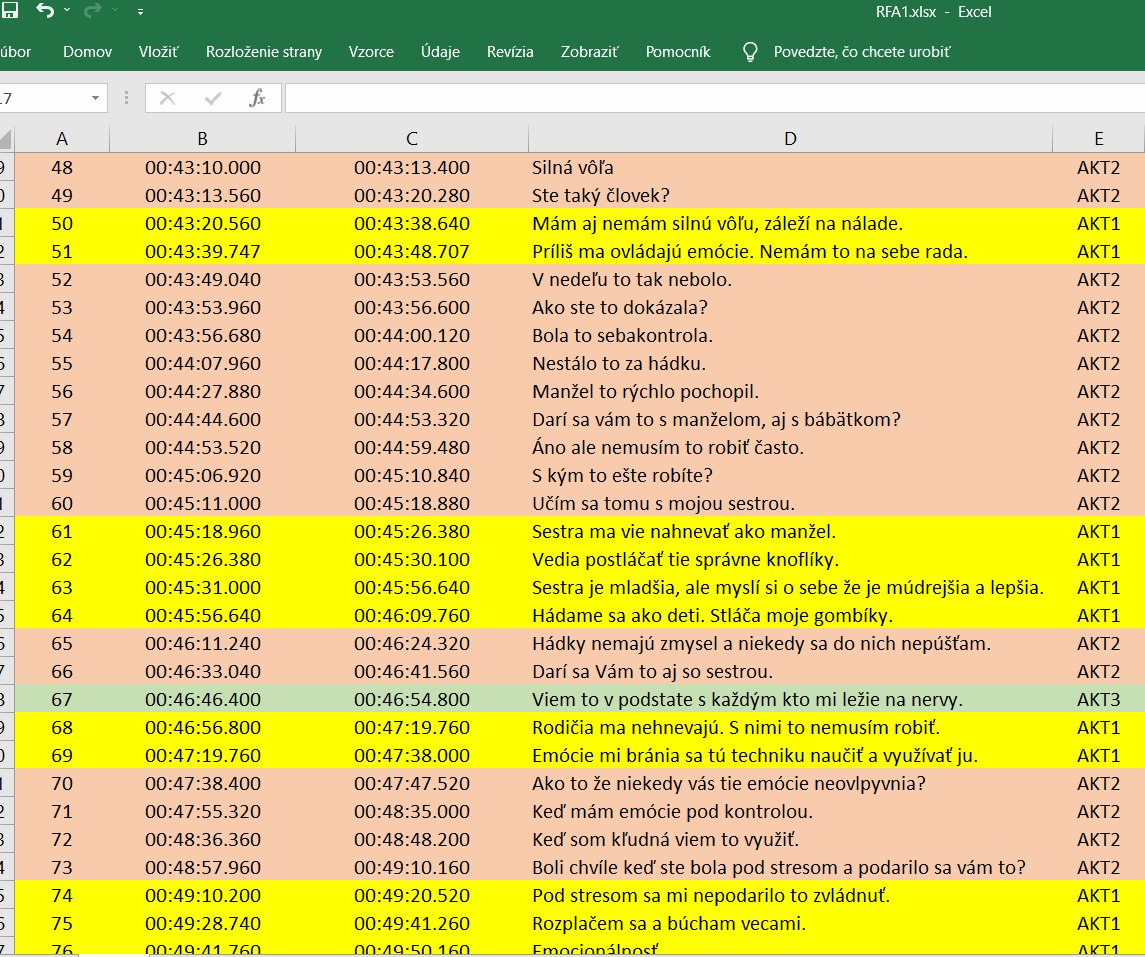 RFA1.xlsx - Excel
úbor Domov Vložiť Rozloženie strany Vzorce Údaje Revízia Zobraziť Pomocník Povedzte, čo chcete urobiť
fx
A B C D E
48 00:43:10.000 00:43:13.400 Silná vôľa AKT2
49 00:43:13.560 00:43:20.280 Ste taký človek? AKT2
50 00:43:20.560 00:43:38.640 Mám aj nemám silnú vôľu, záleží na nálade. AKT1
51 00:43:39.747 00:43:48.707 Príliš ma ovládajú emócie. Nemám to na sebe rada. AKT1
52 00:43:49.040 00:43:53.560 V nedeľu to tak nebolo. AKT2
53 00:43:53.960 00:43:56.600 Ako ste to dokázala? AKT2
54 00:43:56.680 00:44:00.120 Bola to sebakontrola. AKT2
55 00:44:07.960 00:44:17.800 Nestálo to za hádku. AKT2
56 00:44:27.880 00:44:34.600 Manžel to rýchlo pochopil. AKT2
57 00:44:44.600 00:44:53.320 Darí sa vám to s manželom, aj s bábätkom? AKT2
58 00:44:53.520 00:44:59.480 Áno ale nemusím to robiť často. AKT2
59 00:45:06.920 00:45:10.840 S kým to ešte robíte? AKT2
60 00:45:11.000 00:45:18.880 Učím sa tomu s mojou sestrou. AKT2
61 00:45:18.960 00:45:26.380 Sestra ma vie nahnevať ako manžel. AKT1
62 00:45:26.380 00:45:30.100 Vedia postláčať tie správne knoflíky. AKT1
63 00:45:31.000 00:45:56.640 Sestra je mladšia, ale myslí si o sebe že je múdrejšia a lepšia. AKT1
64 00:45:56.640 00:46:09.760 Hádame sa ako deti. Stláča moje gombíky. AKT1
65 00:46:11.240 00:46:24.320 Hádky nemajú zmysel a niekedy sa do nich nepúšťam. AKT2
66 00:46:33.040 00:46:41.560 Darí sa Vám to aj so sestrou. AKT2
67 00:46:46.400 00:46:54.800 Viem to v podstate s každým kto mi ležie na nervy. AKT3
68 00:46:56.800 00:47:19.760 Rodičia ma nehnevajú. S nimi to nemusím robiť. AKT1
69 00:47:19.760 00:47:38.000 Emócie mi bránia sa tú techniku naučiť a využívať ju. AKT1
70 00:47:38.400 00:47:47.520 Ako to že niekedy vás tie emócie neovlpyvnia? AKT2
71 00:47:55.320 00:48:35.000 Keď mám emócie pod kontrolou. AKT2
72 00:48:36.360 00:48:48.200 Keď som kľudná viem to využiť. AKT2
73 00:48:57.960 00:49:10.160 Boli chvíle keď ste bola pod stresom a podarilo sa vám to? AKT2
74 00:49:10.200 00:49:20.520 Pod stresom sa mi nepodarilo to zvládnuť. AKT1
75 00:49:28.740 00:49:41.260 Rozplačem sa a búcham vecami. AKT1
76 00:49:41.760 00:49:50.160 Emocionálnosť AKT1